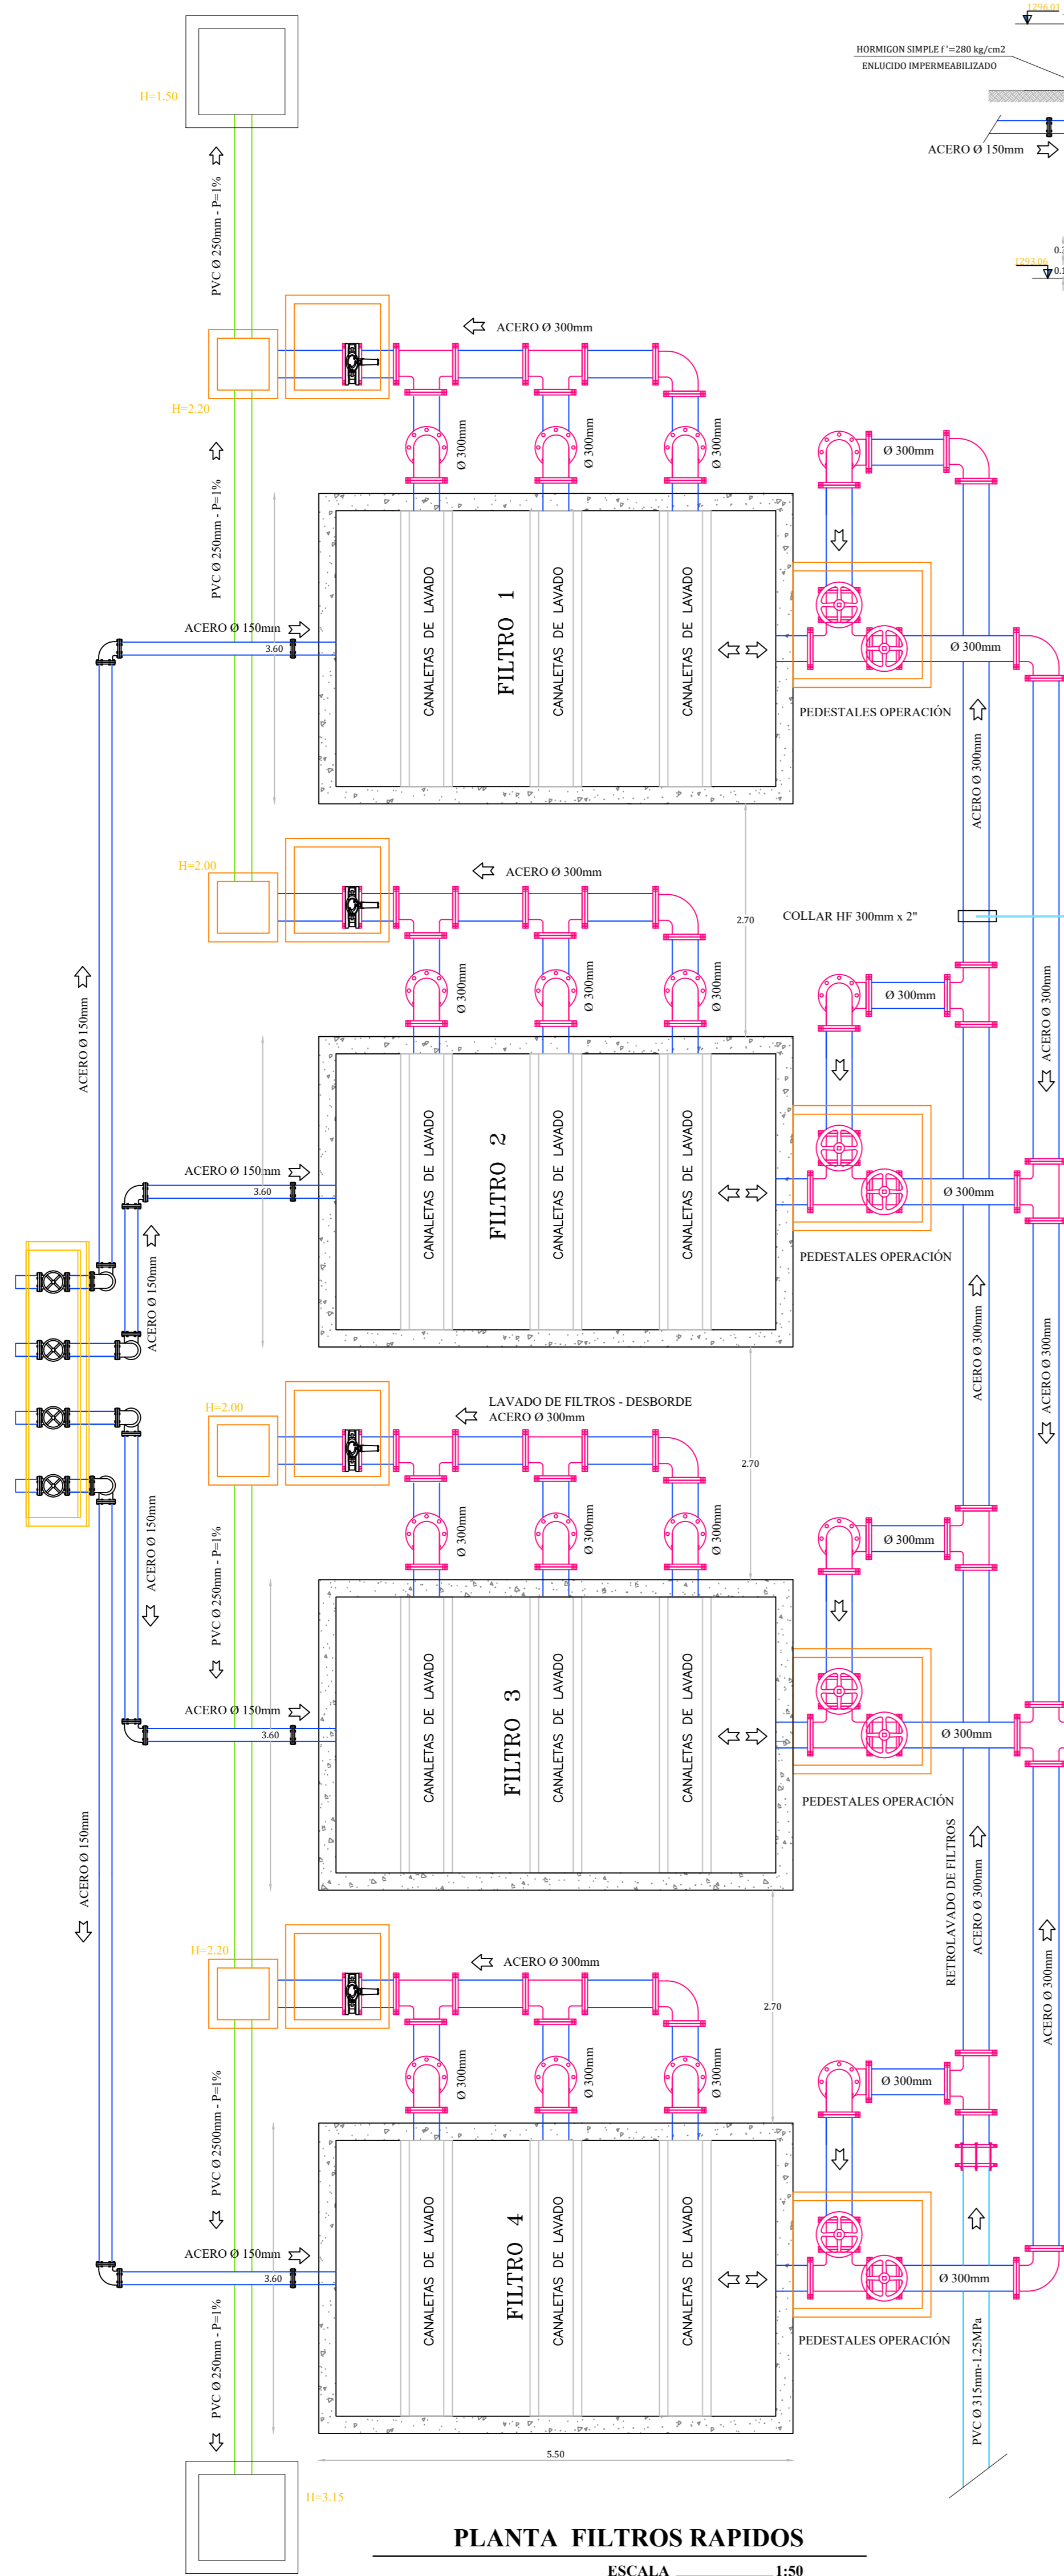 1296.01
HORMIGON SIMPLE f´=280 kg/cm2
ENLUCIDO IMPERMEABILIZADO
ACERO Ø 150mm
H=1.50
PVC Ø 250mm - P=1%
1293.06
ACERO Ø 300mm
H=2.20
Ø 300mm
Ø 300mm
Ø 300mm
Ø 300mm
PVC Ø 250mm - P=1%
CANALETAS DE LAVADO
FILTRO 1
CANALETAS DE LAVADO
CANALETAS DE LAVADO
ACERO Ø 150mm
3.60
Ø 300mm
PEDESTALES OPERACIÓN
ACERO Ø 300mm
H=2.00
ACERO Ø 300mm
2.70
COLLAR HF 300mm x 2"
Ø 300mm
Ø 300mm
Ø 300mm
Ø 300mm
ACERO Ø 150mm
ACERO Ø 300mm
CANALETAS DE LAVADO
FILTRO 2
CANALETAS DE LAVADO
CANALETAS DE LAVADO
ACERO Ø 150mm
3.60
Ø 300mm
PEDESTALES OPERACIÓN
ACERO Ø 150mm
ACERO Ø 300mm
ACERO Ø 300mm
H=2.00
LAVADO DE FILTROS - DESBORDE
ACERO Ø 300mm
2.70
Ø 300mm
Ø 300mm
Ø 300mm
Ø 300mm
ACERO Ø 150mm
PVC Ø 250mm - P=1%
CANALETAS DE LAVADO
FILTRO 3
CANALETAS DE LAVADO
CANALETAS DE LAVADO
ACERO Ø 150mm
3.60
Ø 300mm
PEDESTALES OPERACIÓN
ACERO Ø 150mm
RETROLAVADO DE FILTROS
ACERO Ø 300mm
H=2.20
ACERO Ø 300mm
2.70
ACERO Ø 300mm
Ø 300mm
Ø 300mm
Ø 300mm
Ø 300mm
PVC Ø 2500mm - P=1%
CANALETAS DE LAVADO
FILTRO 4
CANALETAS DE LAVADO
CANALETAS DE LAVADO
ACERO Ø 150mm
3.60
Ø 300mm
PEDESTALES OPERACIÓN
PVC Ø 250mm - P=1%
PVC Ø 315mm-1.25MPa
5.50
H=3.15
PLANTA FILTROS RAPIDOS
ESCALA 1:50